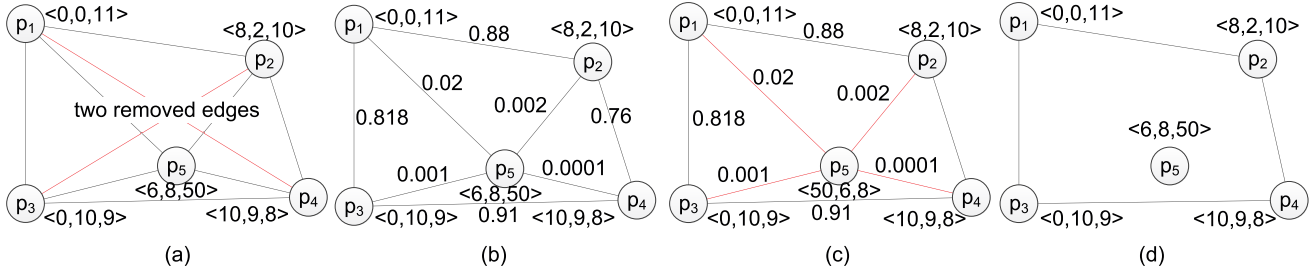 p1 <0,0,11>
<8,2,10>
p2
two removed edges
p5
<6,8,50>
p3 <0,10,9>
p4 <10,9,8>
(a)
p1 <0,0,11>
0.88
<8,2,10>
p2
0.02
0.002
0.818
0.76
p5
0.001
0.0001
<6,8,50>
p3 <0,10,9>
0.91
<10,9,8> p4
(b)
p1 <0,0,11>
0.88
<8,2,10>
p2
0.02
0.002
0.818
p5
0.001
0.0001
<50,6,8>
p3 <0,10,9>
0.91
<10,9,8> p4
(c)
p1 <0,0,11>
<8,2,10>
p2
<6,8,50>
p5
p3 <0,10,9>
<10,9,8> p4
(d)